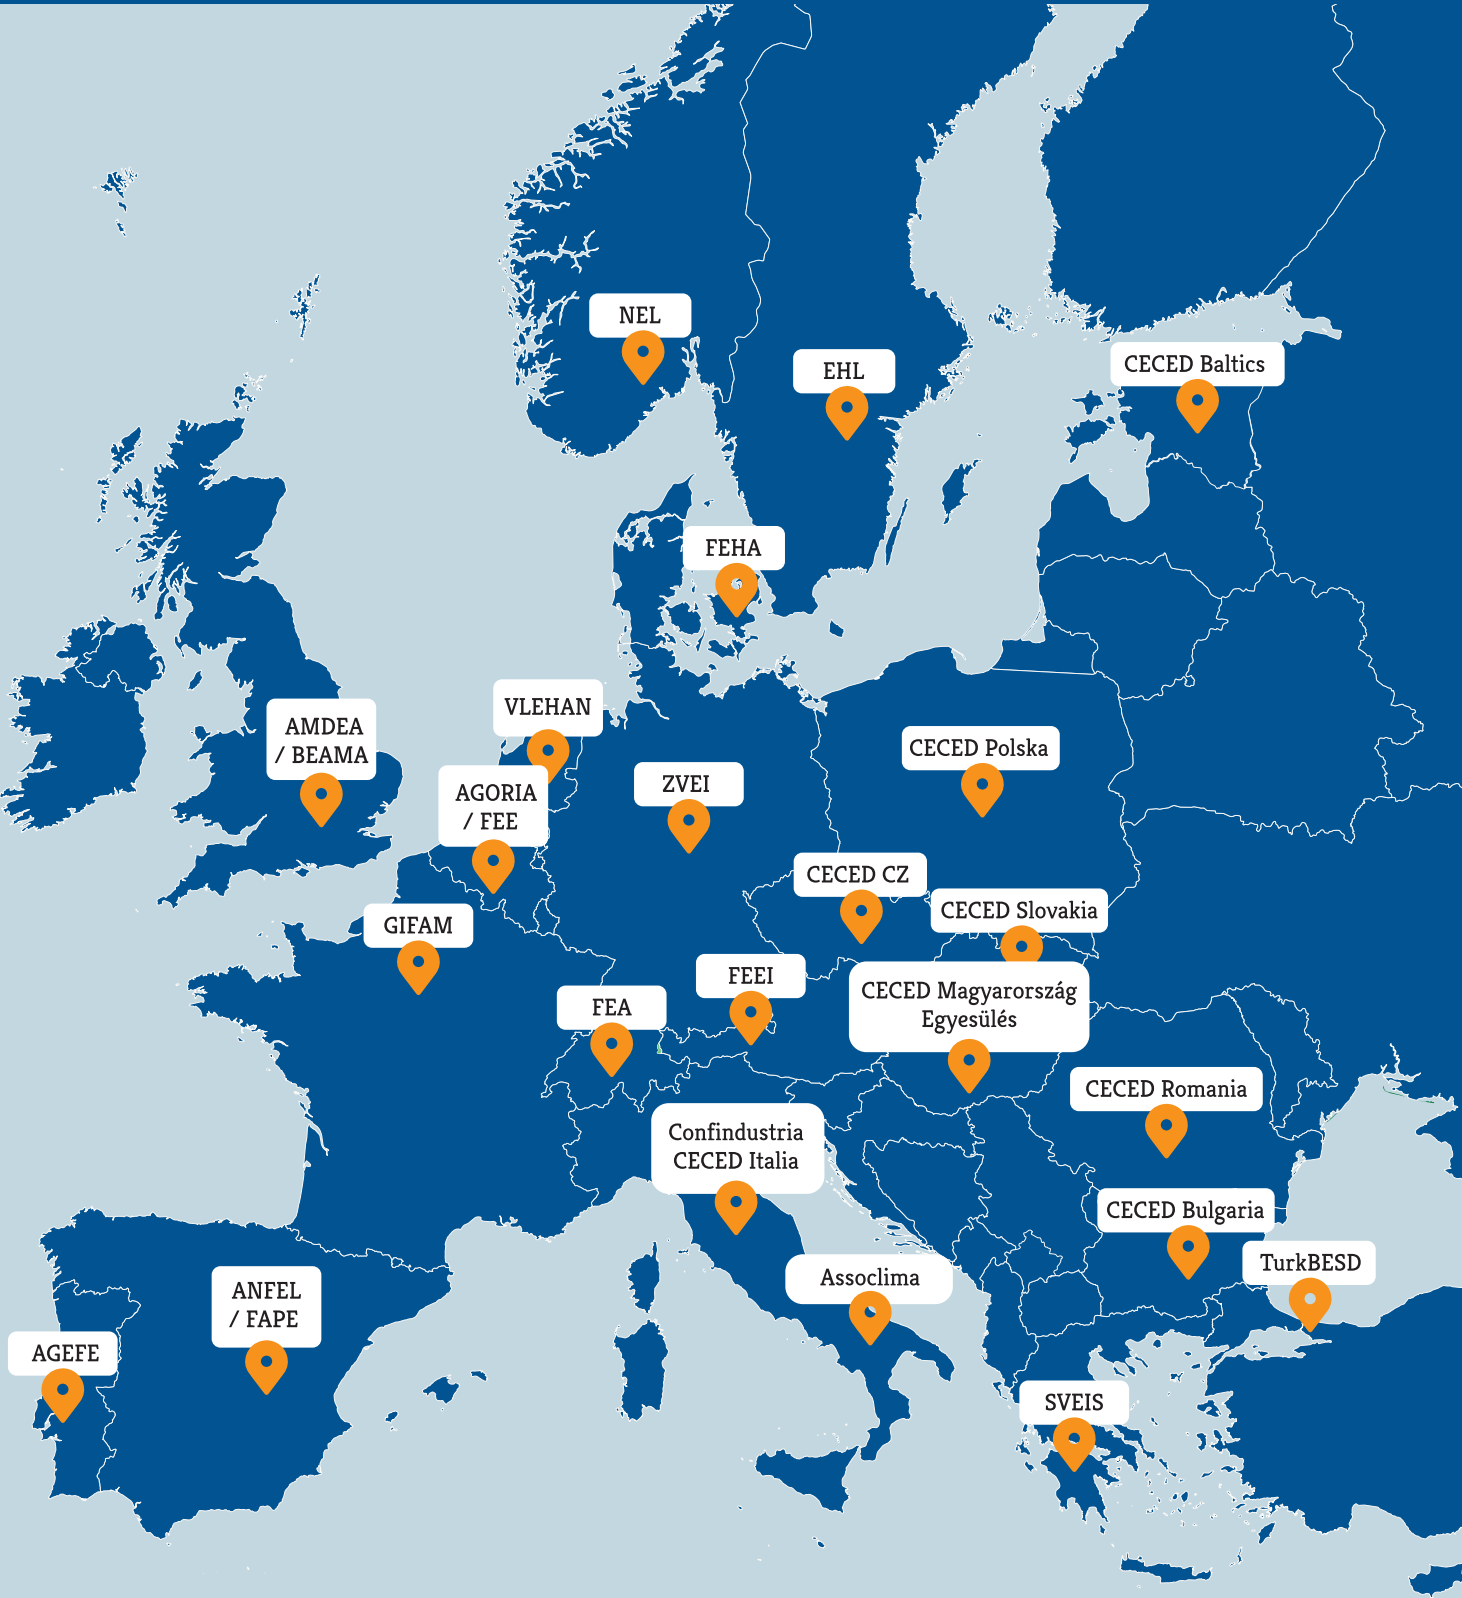 NEL
EHL
CECED Baltics
FEHA
VLEHAN
AMDEA
/ BEAMA
CECED Polska
ZVEI
AGORIA
/ FEE
CECED CZ
CECED Slovakia
GIFAM
FEEI
CECED Magyarország
Egyesülés
FEA
CECED Romania
Confindustria
CECED Italia
CECED Bulgaria
TurkBESD
Assoclima
ANFEL
/ FAPE
AGEFE
SVEIS